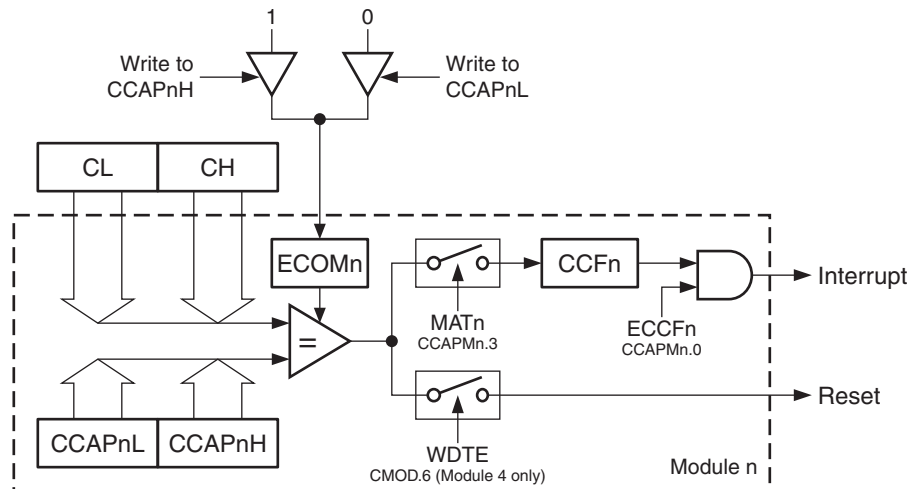 1 0
Write to
CCAPnH
Write to
CCAPnL
CL CH
ECOMn
=
MATn
CCAPMn.3
CCFn
ECCFn
CCAPMn.0
Interrupt
WDTE
CMOD.6 (Module 4 only)
Reset
CCAPnL CCAPnH
Module n